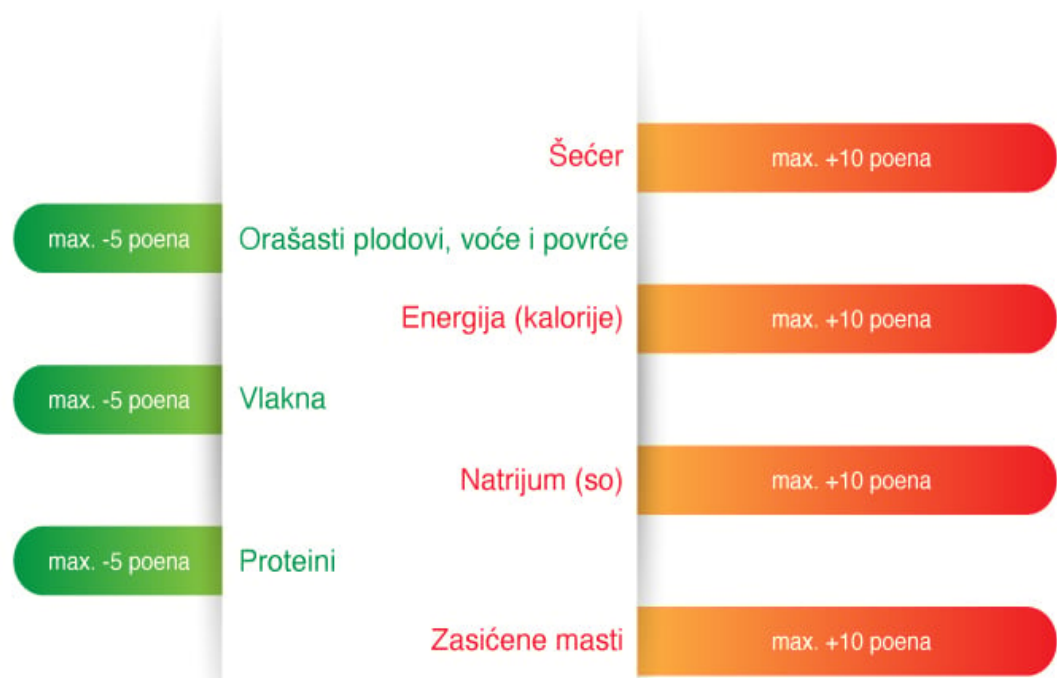 Šećer max. +10 poena
max. -5 poena Orašasti plodovi, voće i povrće
Energija (kalorije) max. +10 poena
max. -5 poena Vlakna
Natrijum (so) max. +10 poena
max. -5 poena Proteini
Zasićene masti max. +10 poena